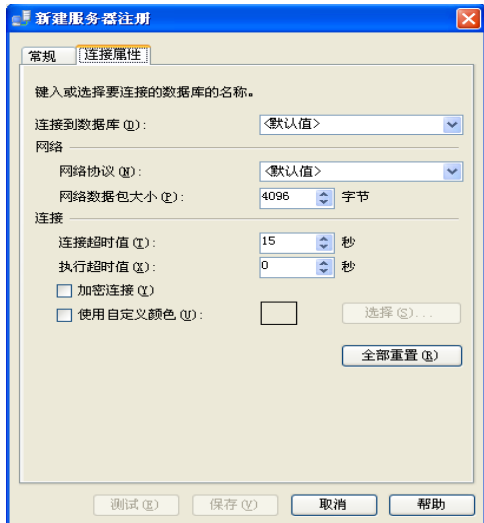 新建服务器注册
常规 连接属性
键入或选择要连接的数据库的名称。
连接到数据库(D): <默认值>
网络
网络协议(N): <默认值>
网络数据包大小(P): 4096 字节
连接
连接超时值(T): 15 秒
执行超时值(X): 0 秒
加密连接(Y)
使用自定义颜色(U): 选择(S)...
全部重置(R)
测试(E) 保存(V) 取消 帮助